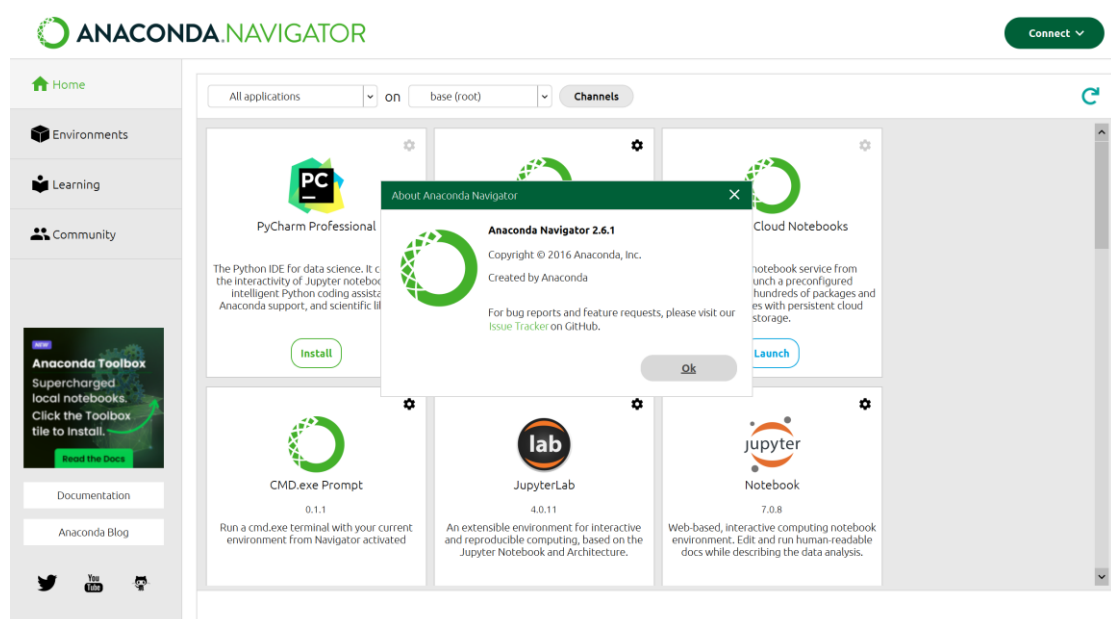 ANACONDA.NAVIGATOR
Connect
Home
Environments
Learning
Community
NEW
Anaconda Toolbox
Supercharged
local notebooks.
Click the Toolbox
tile to install.
Read the Docs
Documentation
Anaconda Blog
You
Tube
All applications
on
base (root)
Channels
PC
PyCharm Professional
The Python IDE for data science. It c
the interactivity of Jupyter noteboo
intelligent Python coding assista
Anaconda support, and scientific li
Install
Cloud Notebooks
notebook service from
unch a preconfigured
hundreds of packages and
es with persistent cloud
storage.
Launch
About Anaconda Navigator
Anaconda Navigator 2.6.1
Copyright © 2016 Anaconda, Inc.
Created by Anaconda
For bug reports and feature requests, please visit our
Issue Tracker on GitHub.
Ok
CMD.exe Prompt
0.1.1
Run a cmd.exe terminal with your current
environment from Navigator activated
lab
JupyterLab
4.0.11
An extensible environment for interactive
and reproducible computing, based on the
Jupyter Notebook and Architecture.
jupyter
Notebook
7.0.8
Web-based, interactive computing notebook
environment. Edit and run human-readable
docs while describing the data analysis.